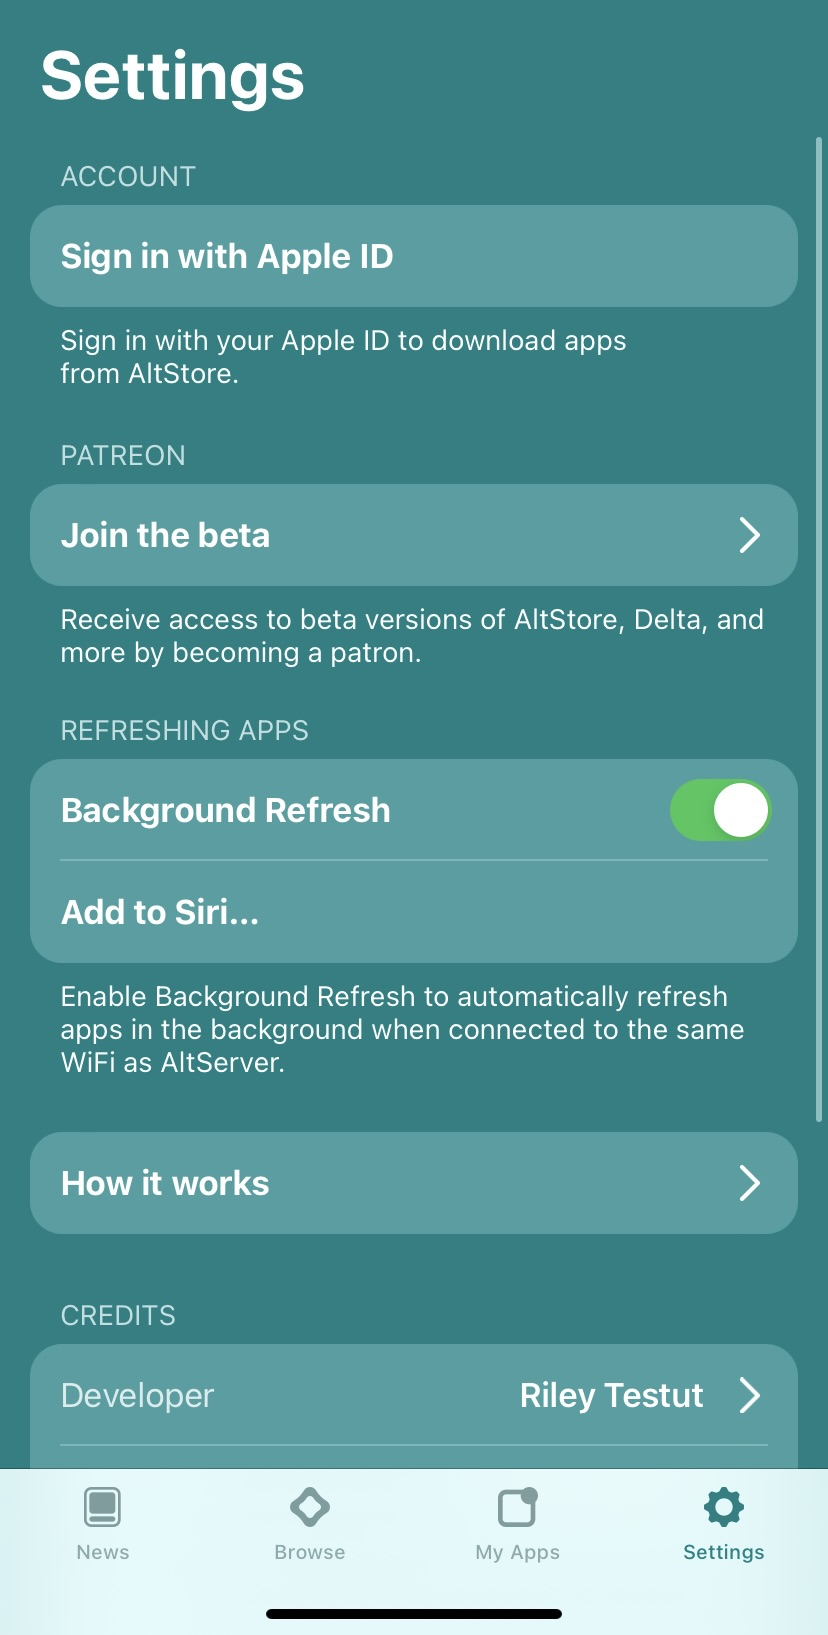 Settings
ACCOUNT
Sign in with Apple ID
Sign in with your Apple ID to download apps
from AltStore.
PATREON
Join the beta
Receive access to beta versions of AltStore, Delta, and
more by becoming a patron.
REFRESHING APPS
Background Refresh
Add to Siri...
Enable Background Refresh to automatically refresh
apps in the background when connected to the same
WiFi as AltServer.
How it works
CREDITS
Developer Riley Testut
News Browse My Apps Settings